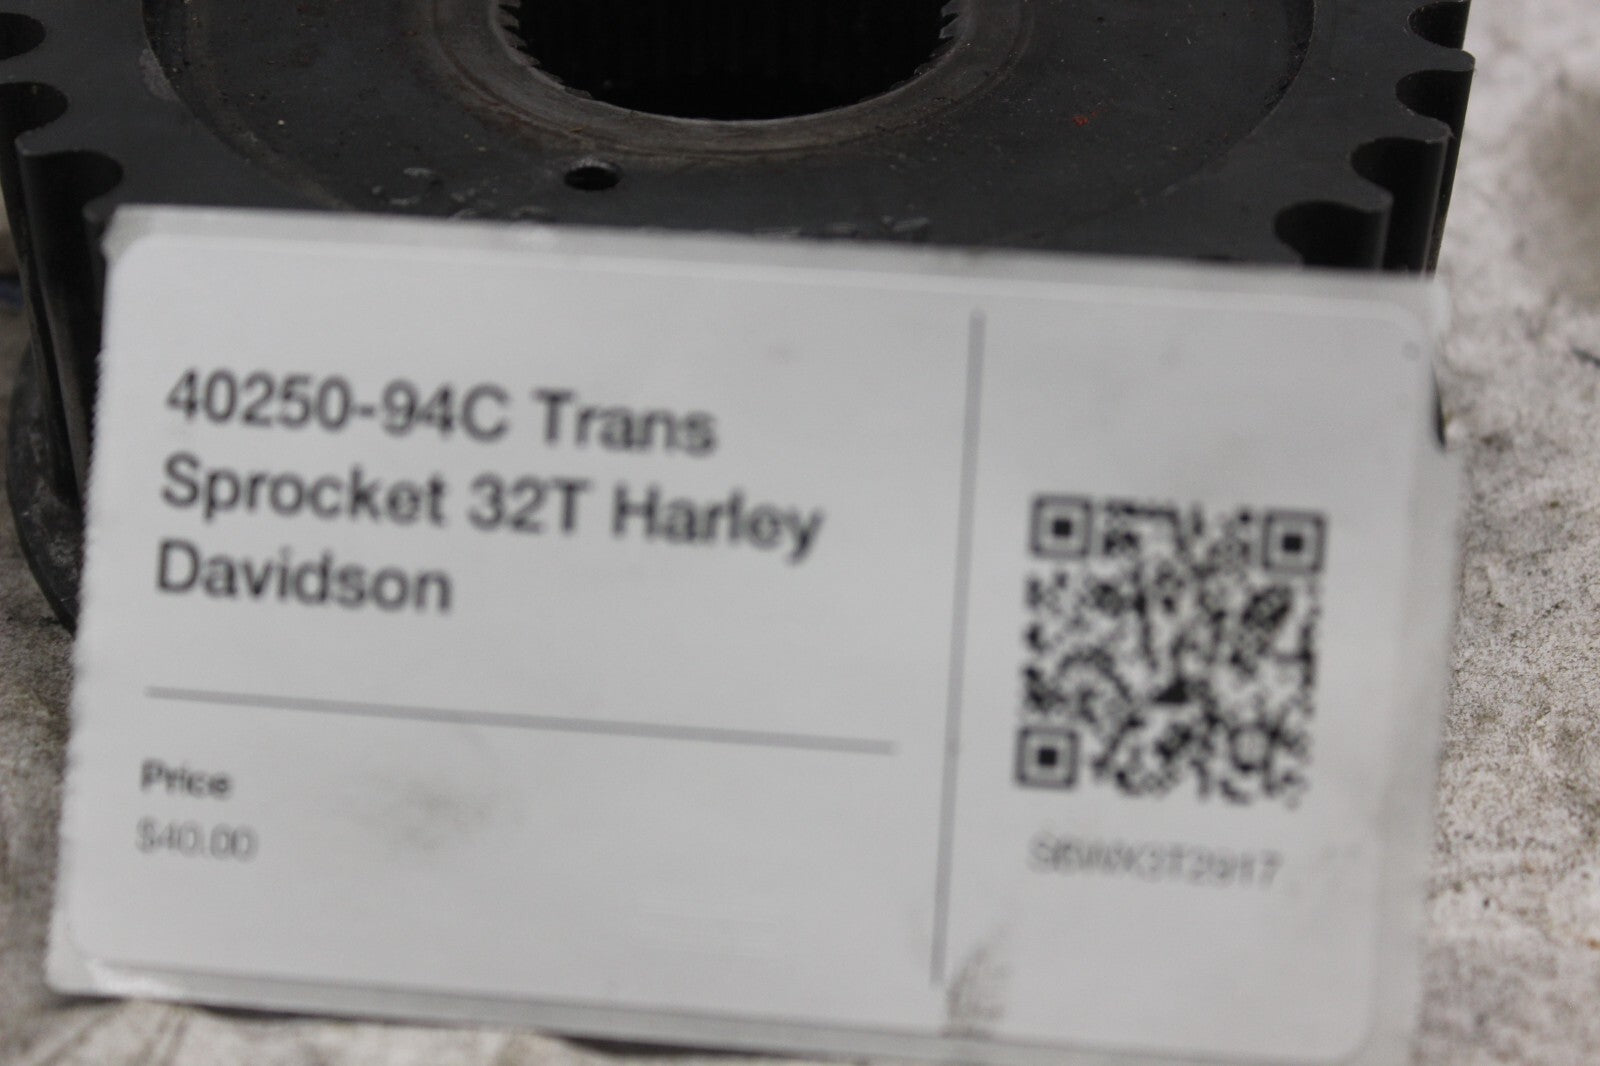 40250-94C Trans
Sprocket 32T Harley
Davidson
Price
$40.00